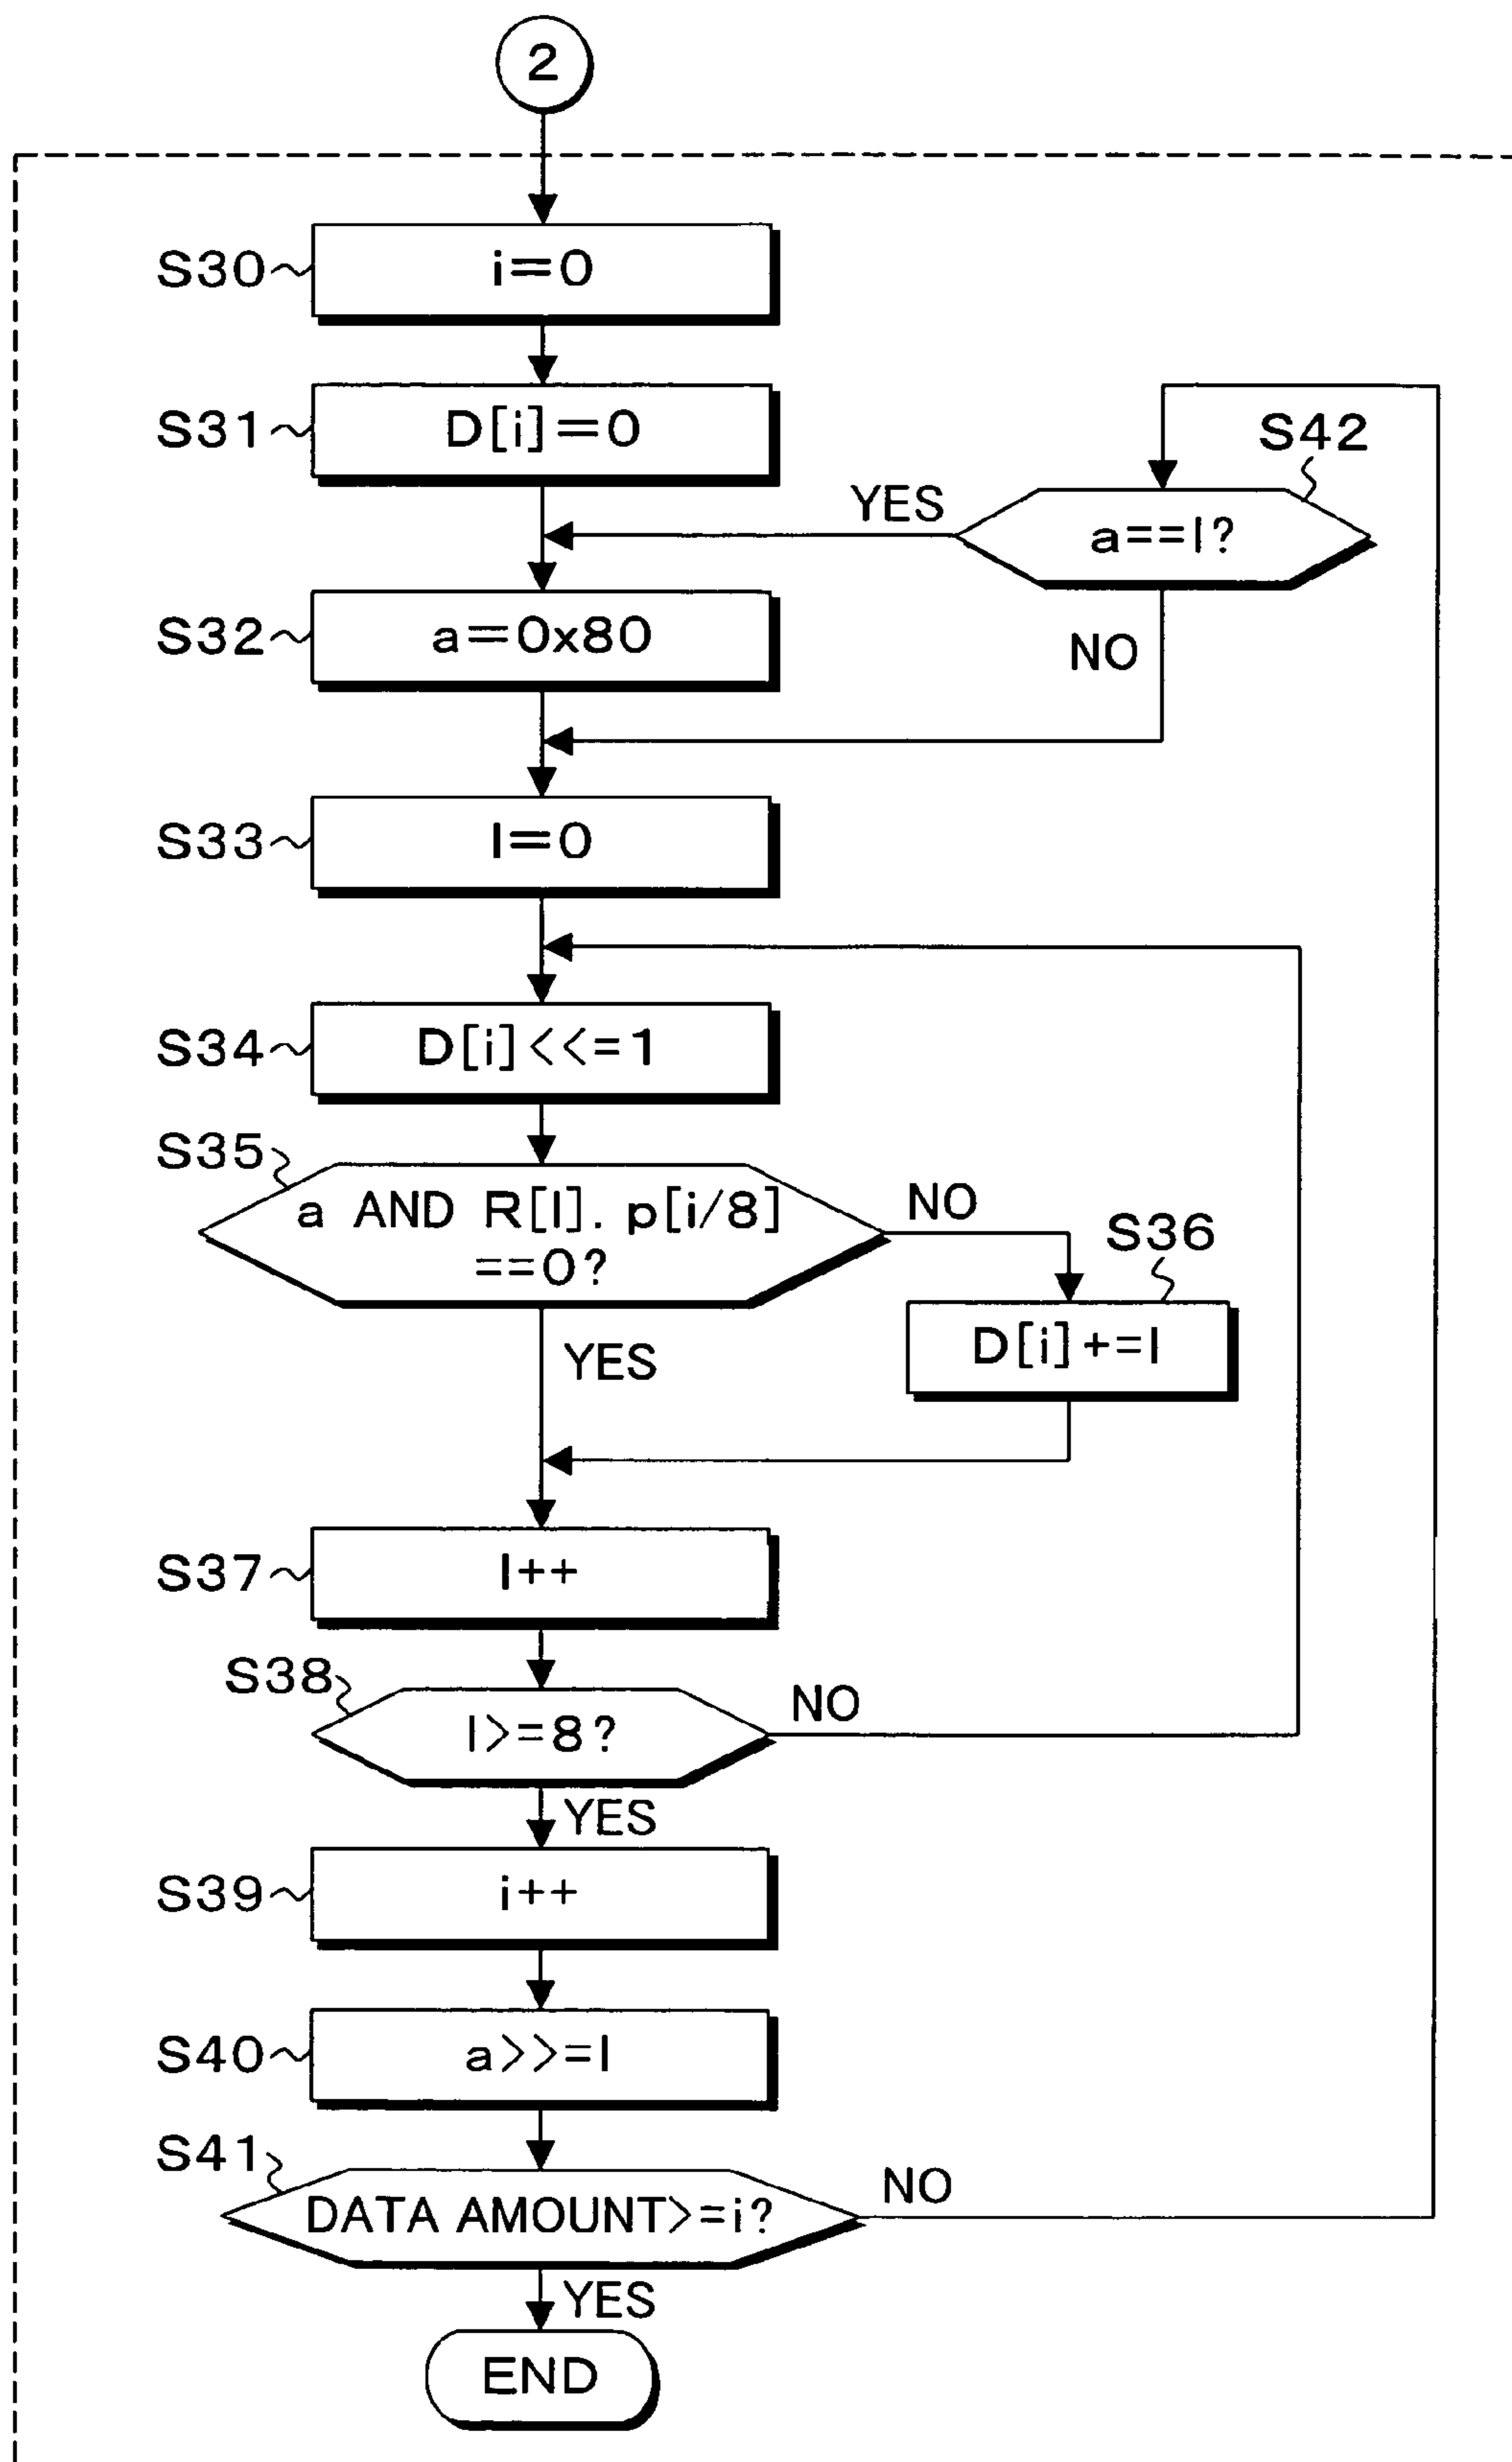 2
S30
i=0
S31
D[i]=0
S42
YES
a==I?
S32
a=0x80
NO
S33
I=0
S34
D[i]<<=1
S35
a AND R[I]. p[i/8]
==0?
NO
S36
D[i]+=I
YES
S37
I++
S38
I>=8?
NO
YES
S39
i++
S40
a>>=I
S41
DATA AMOUNT>=i?
NO
YES
END